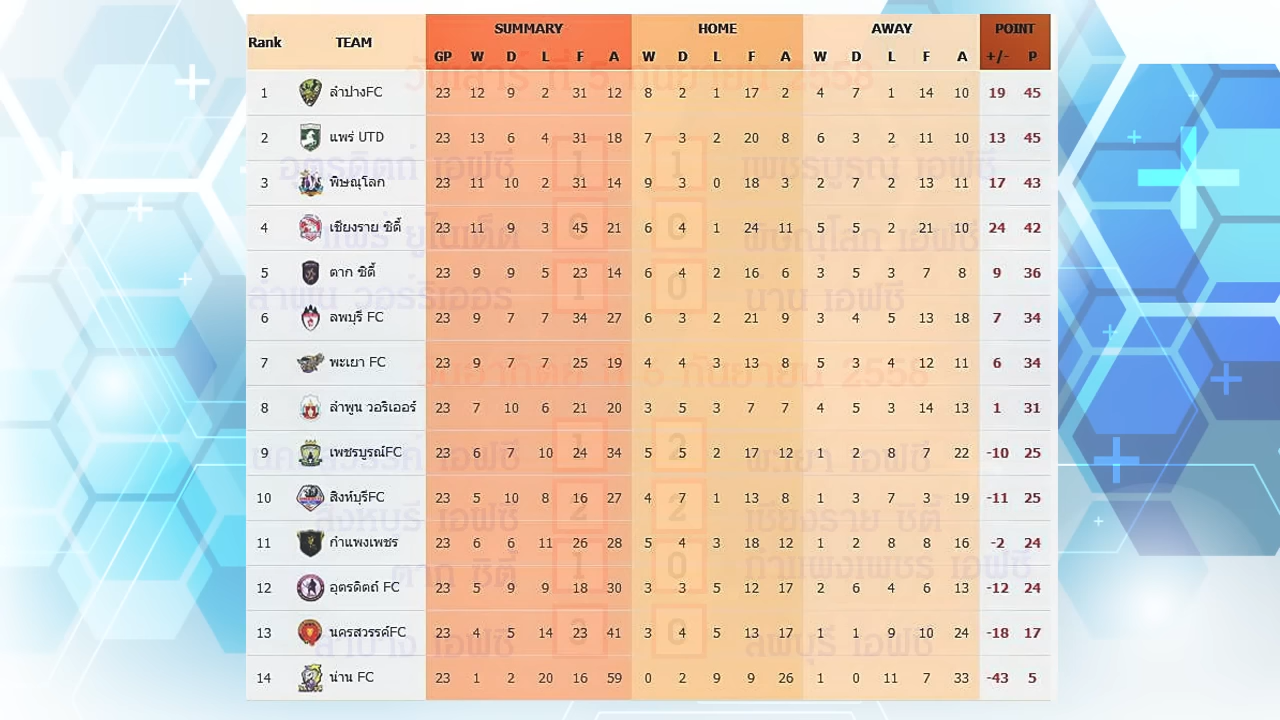 SUMMARY HOME AWAY POINT
Rank TEAM GP W D L F A W D L F A W D L F A +/- P
1 ลำปางFC 23 12 9 2 31 12 8 2 1 17 2 4 7 1 14 10 19 45
2 แพร่ UTD 23 13 6 4 31 18 7 3 2 20 8 6 3 2 11 10 13 45
3 พิษณุโลก 23 11 10 2 31 14 9 3 0 18 3 2 7 2 13 11 17 43
4 เชียงราย ซิตี้ 23 11 9 3 45 21 6 4 1 24 11 5 5 2 21 10 24 42
5 ตาก ซิตี้ 23 9 9 5 23 14 6 4 2 16 6 3 5 3 7 8 9 36
6 ลพบุรี FC 23 9 7 7 34 27 6 3 2 21 9 3 4 5 13 18 7 34
7 พะเยา FC 23 9 7 7 25 19 4 4 3 13 8 5 3 4 12 11 6 34
8 ลำพูน วอริเออร์ 23 7 10 6 21 20 3 5 3 7 7 4 5 3 14 13 1 31
9 เพชรบูรณ์FC 23 6 7 10 24 34 5 5 2 17 12 1 2 8 7 22 -10 25
10 สิงห์บุรีFC 23 5 10 8 16 27 4 7 1 13 8 1 3 7 3 19 -11 25
11 กำแพงเพชร 23 6 6 11 26 28 5 4 3 18 12 1 2 8 8 16 -2 24
12 อุตรดิตถ์ FC 23 5 9 9 18 30 3 3 5 12 17 2 6 4 6 13 -12 24
13 นครสวรรค์FC 23 4 5 14 23 41 3 4 5 13 17 1 1 9 10 24 -18 17
14 น่าน FC 23 1 2 20 16 59 0 2 9 9 26 1 0 11 7 33 -43 5